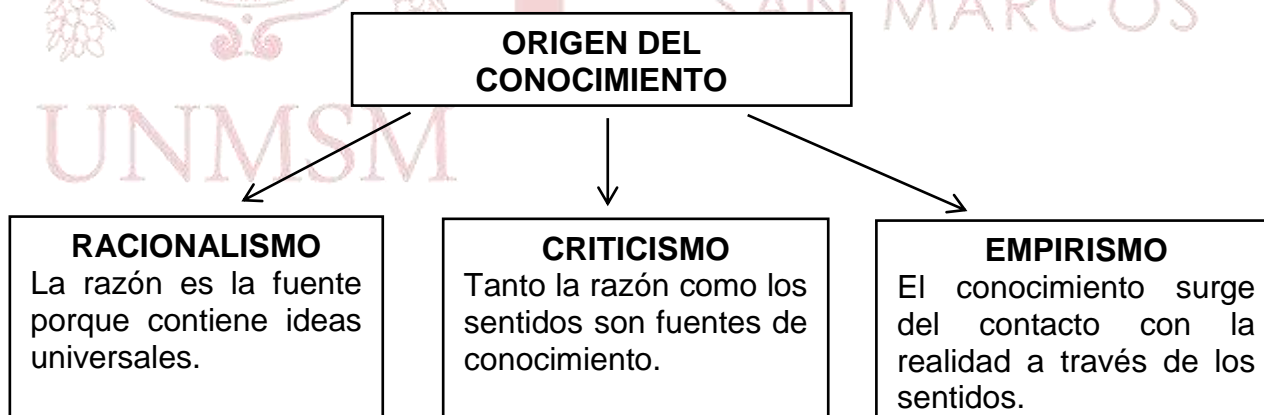 SAN MARCOS
UNMSM
ORIGEN DEL
CONOCIMIENTO
RACIONALISMO
La razón es la fuente
porque contiene ideas
universales.
CRITICISMO
Tanto la razón como los
sentidos son fuentes de
conocimiento.
EMPIRISMO
El conocimiento surge
del contacto con la
realidad a través de los
sentidos.